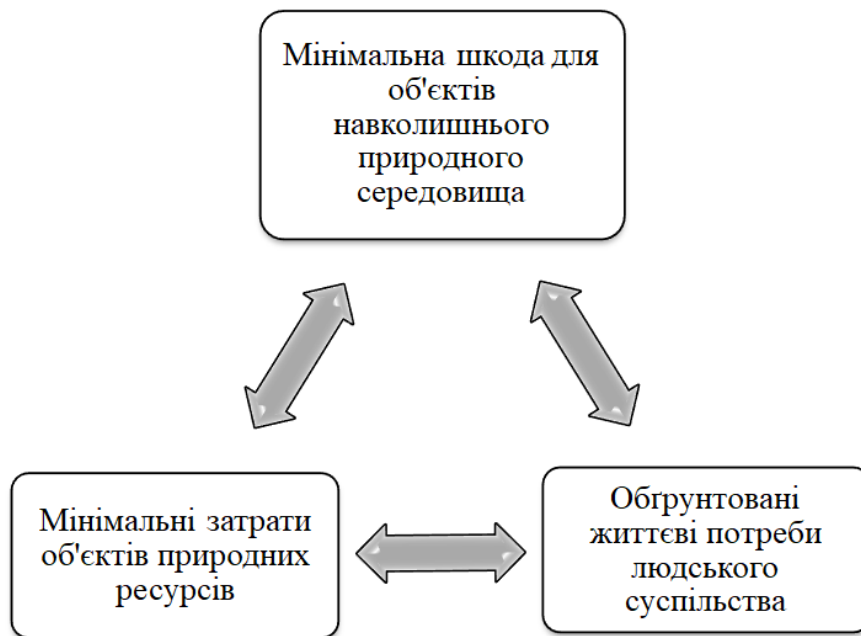 Мінімальна шкода для
об'єктів
навколишнього
природного
середовища
Мінімальні затрати
об'єктів природних
ресурсів
Обґрунтовані
життєві потреби
людського
суспільства